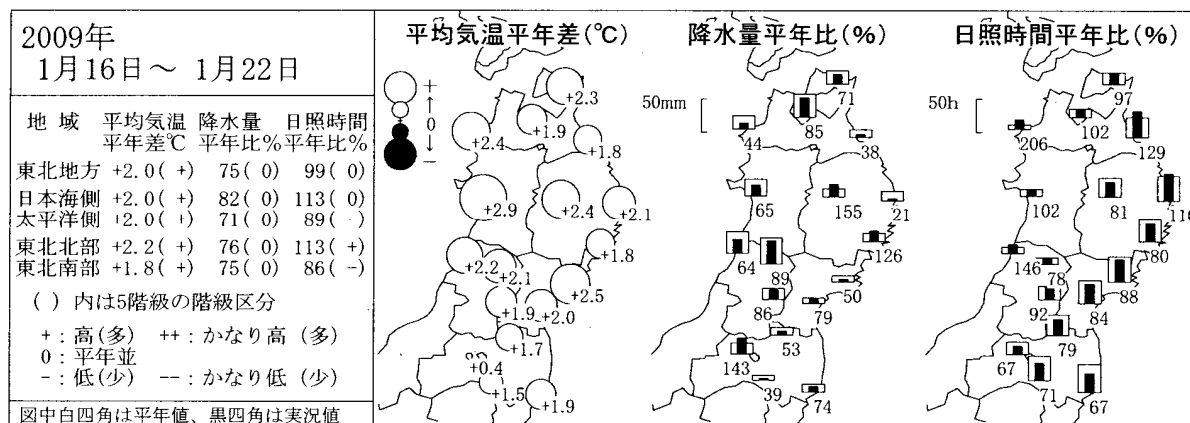 2009年
1月16日～ 1月22日
地 域 平均気温 降水量 日照時間
平年差℃ 平年比% 平年比%
東北地方 +2.0( +) 75( 0) 99( 0)
日本海側 +2.0( +) 82( 0) 113( 0)
太平洋側 +2.0( +) 71( 0) 89( -)
東北北部 +2.2( +) 76( 0) 113( +)
東北南部 +1.8( +) 75( 0) 86( -)
( ) 内は5階級の階級区分
+ : 高(多) ++ : かなり高 (多)
0 : 平年並
- : 低(少) -- : かなり低 (少)
図中白四角は平年値、黒四角は実況値
平均気温平年差(℃)
+
↑
0
↓
-
+2.3
+1.9
+2.4
+1.8
+2.9
+2.4
+2.1
+1.8
+2.2
+2.1
+2.5
+1.9
+2.0
+1.7
+0.4
+1.5
+1.9
降水量平年比(%)
50mm
71
85
44
38
65
155
21
126
64
89
50
86
79
53
143
39
74
日照時間平年比(%)
50h
97
102
206
129
102
81
116
80
146
78
88
92
84
79
67
71
67